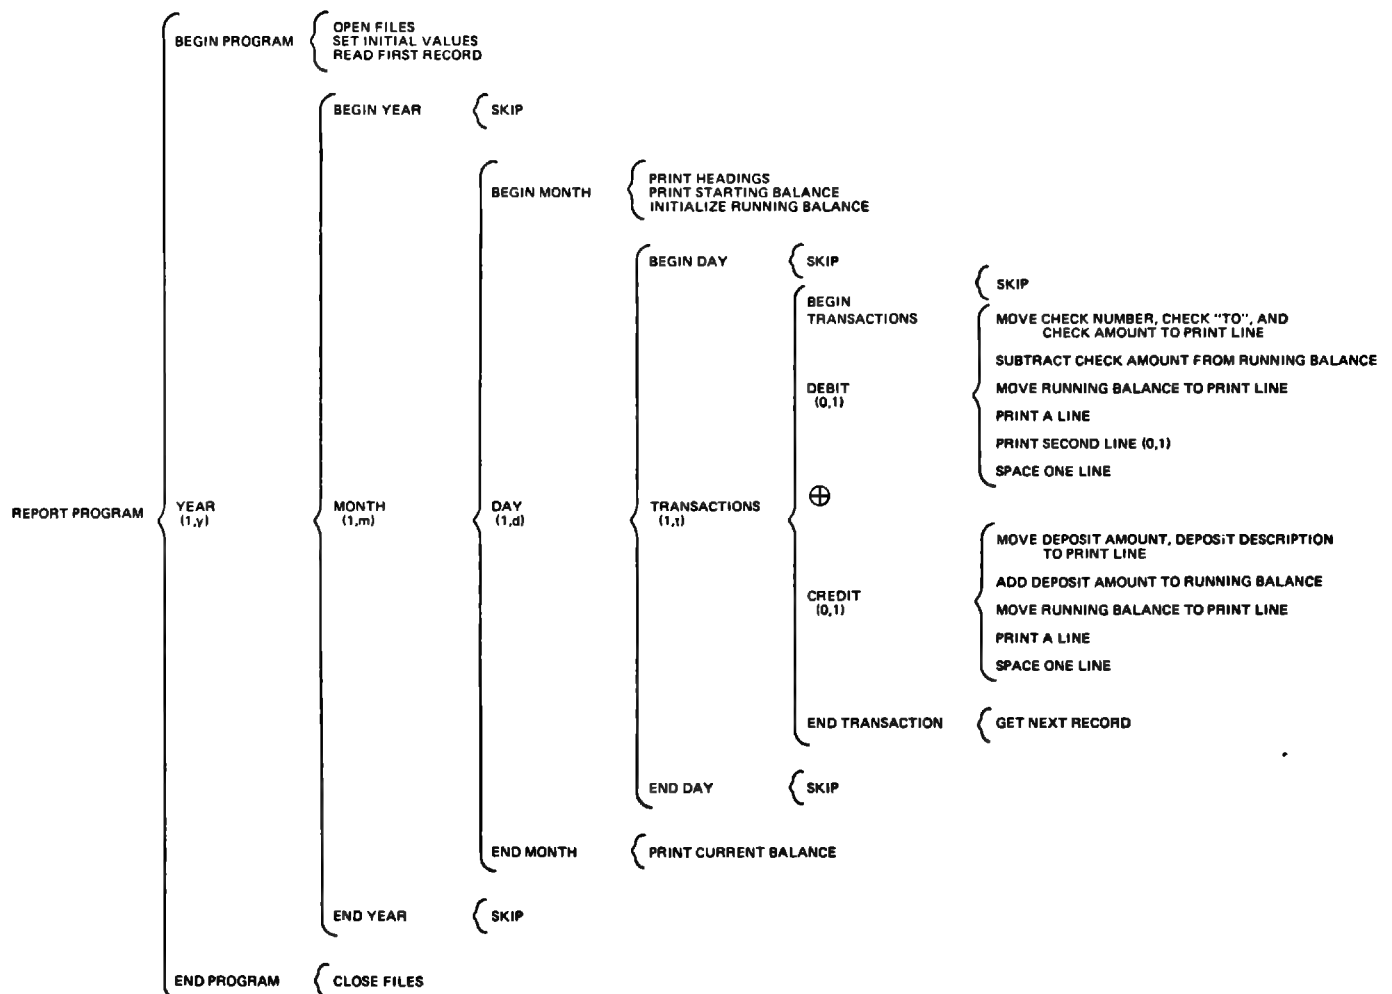 BEGIN PROGRAM
OPEN FILES
SET INITIAL VALUES
READ FIRST RECORD
BEGIN YEAR
SKIP
BEGIN MONTH
PRINT HEADINGS
PRINT STARTING BALANCE
INITIALIZE RUNNING BALANCE
BEGIN DAY
SKIP
BEGIN
TRANSACTIONS
SKIP
DEBIT
(0,1)
MOVE CHECK NUMBER, CHECK "TO", AND
CHECK AMOUNT TO PRINT LINE
SUBTRACT CHECK AMOUNT FROM RUNNING BALANCE
MOVE RUNNING BALANCE TO PRINT LINE
PRINT A LINE
PRINT SECOND LINE (0,1)
SPACE ONE LINE
REPORT PROGRAM
YEAR
(1,y)
MONTH
(1,m)
DAY
(1,d)
TRANSACTIONS
(1,t)
⊕
CREDIT
(0,1)
MOVE DEPOSIT AMOUNT, DEPOSIT DESCRIPTION
TO PRINT LINE
ADD DEPOSIT AMOUNT TO RUNNING BALANCE
MOVE RUNNING BALANCE TO PRINT LINE
PRINT A LINE
SPACE ONE LINE
END TRANSACTION
GET NEXT RECORD
END DAY
SKIP
END MONTH
PRINT CURRENT BALANCE
END YEAR
SKIP
END PROGRAM
CLOSE FILES